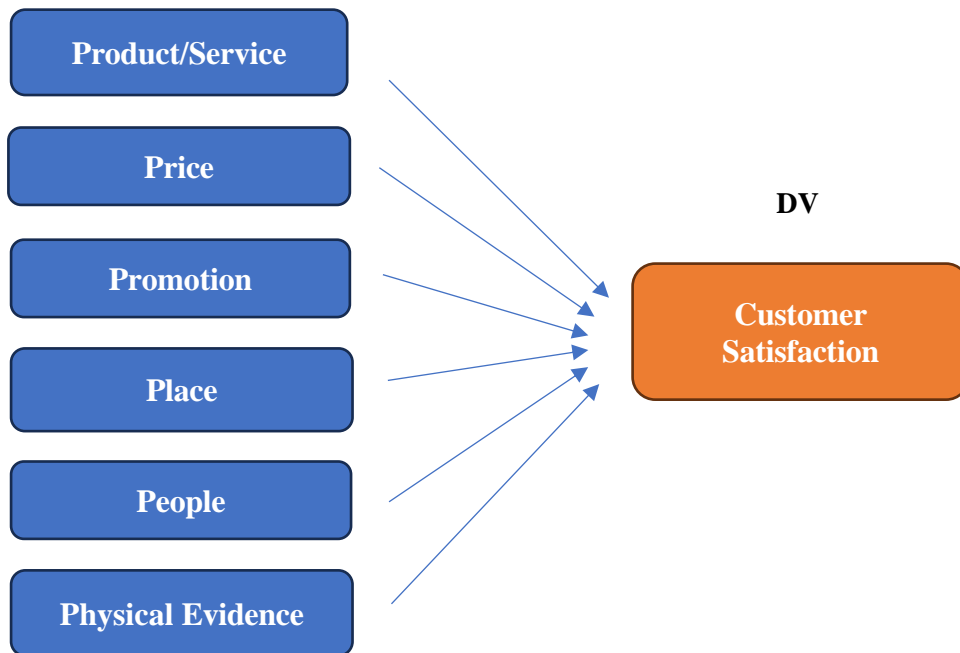 Product/Service
Price
Promotion
Place
People
Physical Evidence
DV
Customer
Satisfaction